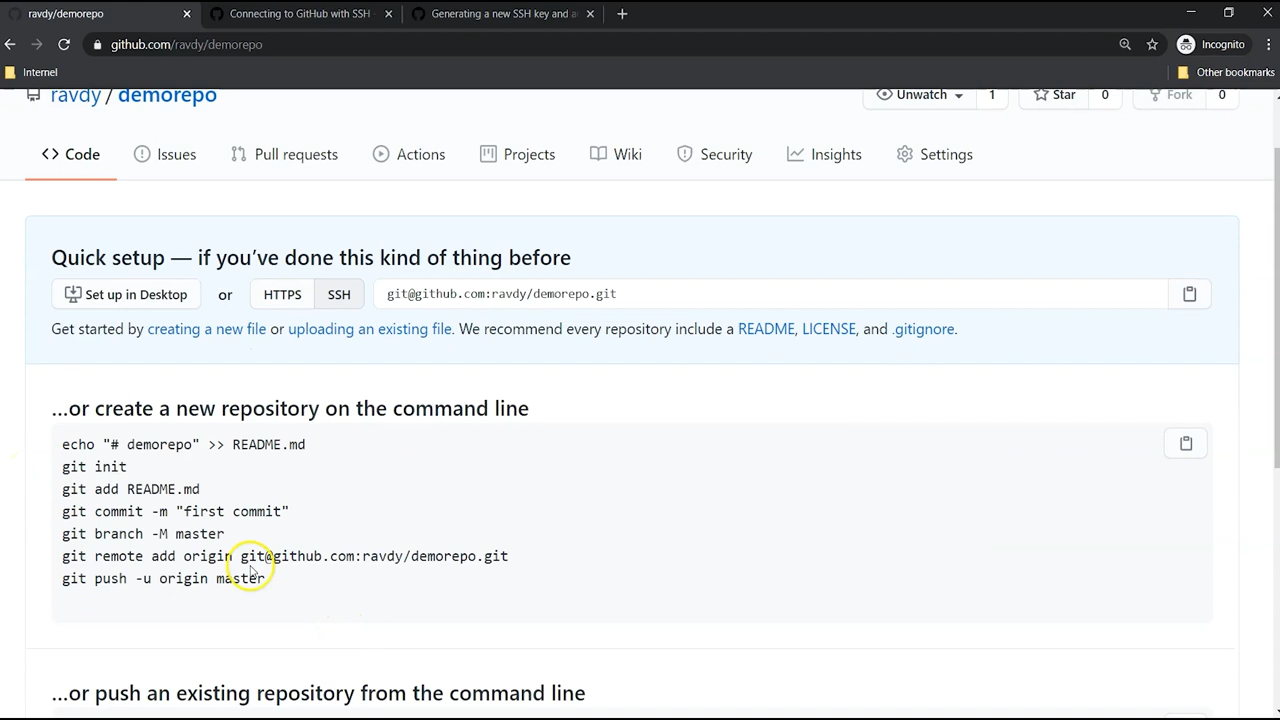 ravdy/demorepo
Connecting to GitHub with SSH -
Generating a new SSH key and a
github.com/ravdy/demorepo
Incognito
Internet
Other bookmarks
ravdy / demorepo
Unwatch 1 Star 0 Fork 0
Code Issues Pull requests Actions Projects Wiki Security Insights Settings
Quick setup — if you've done this kind of thing before
Set up in Desktop or HTTPS SSH git@github.com:ravdy/demorepo.git
Get started by creating a new file or uploading an existing file. We recommend every repository include a README, LICENSE, and .gitignore.
...or create a new repository on the command line
echo "# demorepo" >> README.md
git init
git add README.md
git commit -m "first commit"
git branch -M master
git remote add origin git@github.com:ravdy/demorepo.git
git push -u origin master
...or push an existing repository from the command line